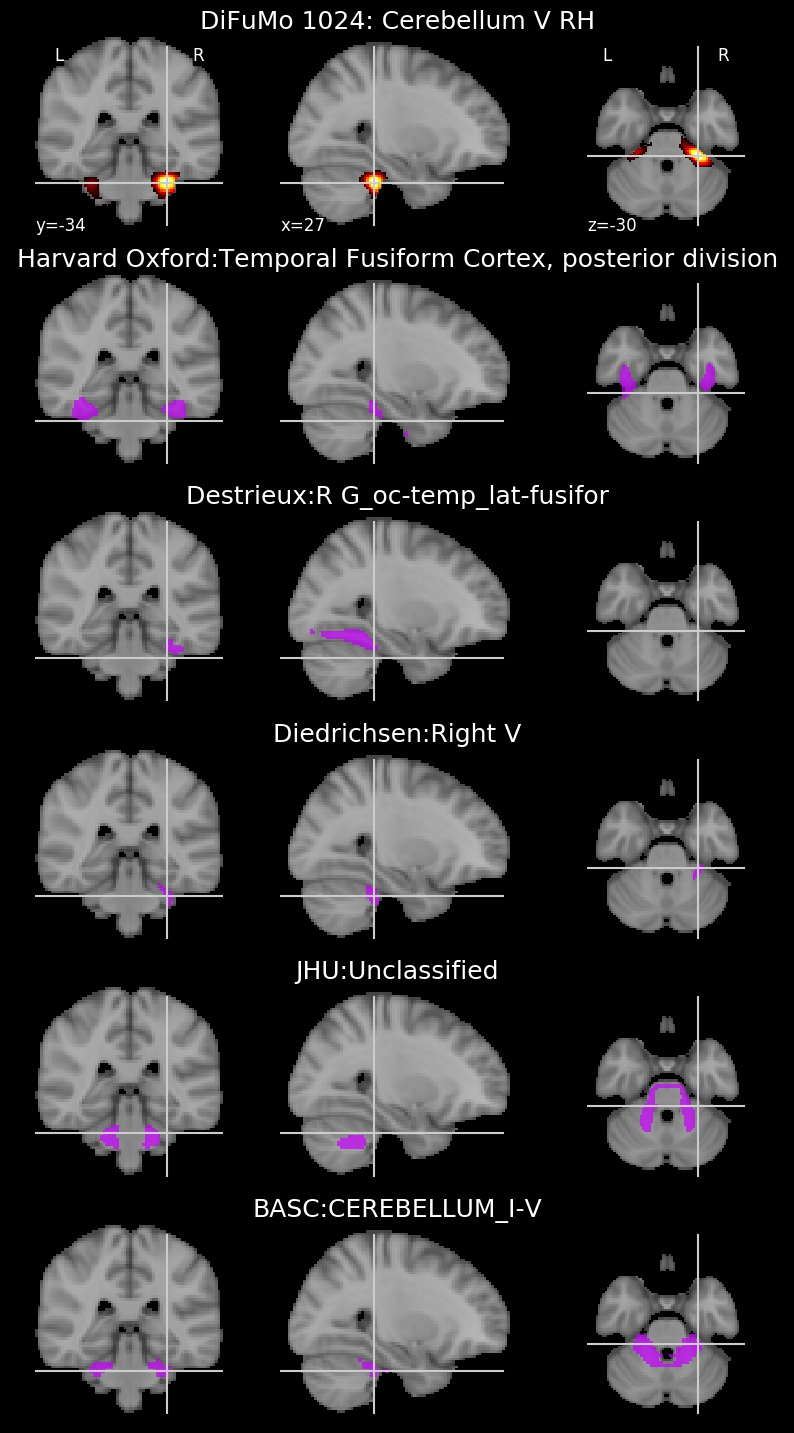 DiFuMo 1024: Cerebellum V RH
L R L R
y=-34 x=27 z=-30
Harvard Oxford:Temporal Fusiform Cortex, posterior division
Destrieux:R G_oc-temp_lat-fusifor
Diedrichsen:Right V
JHU:Unclassified
BASC:CEREBELLUM_I-V